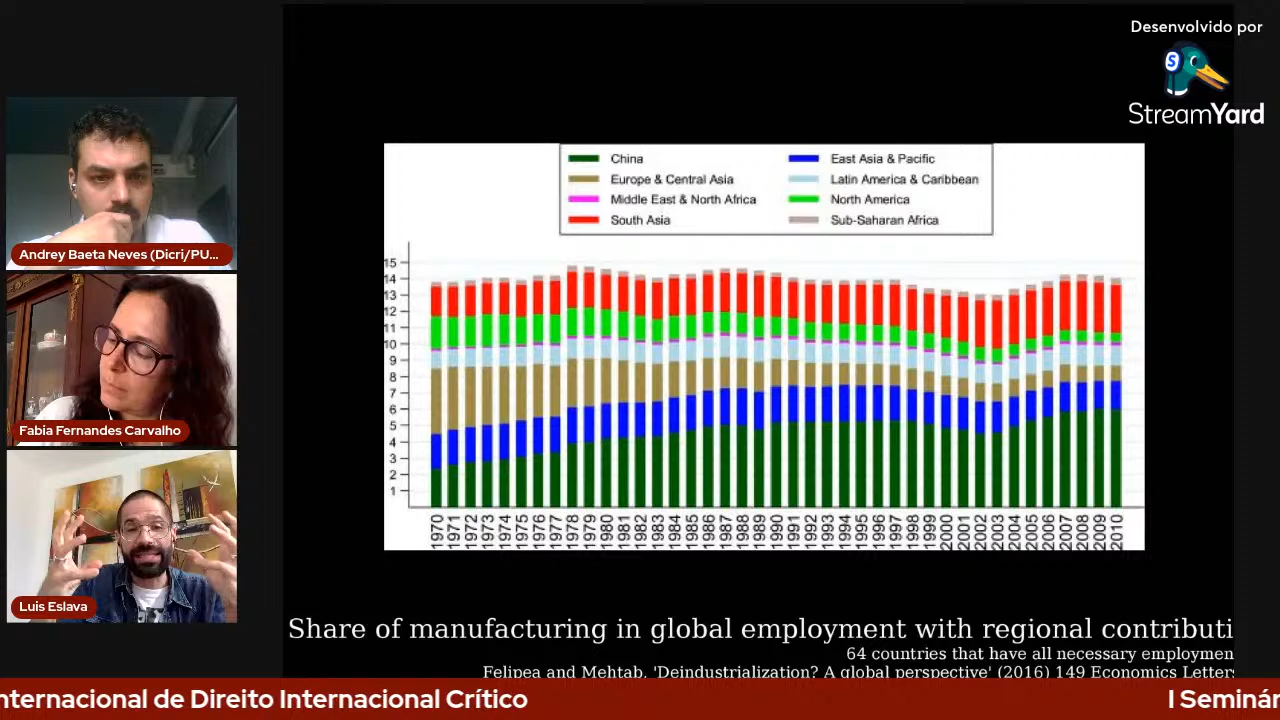 Desenvolvido por
S
StreamYard
China
East Asia & Pacific
Europe & Central Asia
Latin America & Caribbean
Middle East & North Africa
North America
South Asia
Sub-Saharan Africa
15
14
13
12
11
10
9
8
7
6
5
4
3
2
1
1970 1971 1972 1973 1974 1975 1976 1977 1978 1979 1980 1981 1982 1983 1984 1985 1986 1987 1988 1989 1990 1991 1992 1993 1994 1995 1996 1997 1998 1999 2000 2001 2002 2003 2004 2005 2006 2007 2008 2009 2010
Andrey Baeta Neves (Dicri/PU...
Fabia Fernandes Carvalho
Luis Eslava
Share of manufacturing in global employment with regional contributi
64 countries that have all necessary employmen
Felipea and Mehtab, 'Deindustrialization? A global perspective' (2016) 149 Economics Letters
nternacional de Direito Internacional Crítico
I Seminár